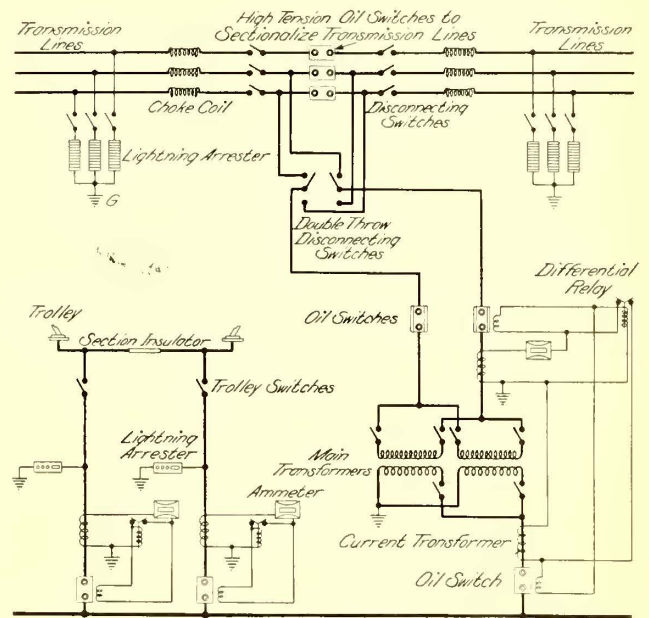 High Tension Oil Switches to
Sectionalize Transmission Lines
Transmission
Lines
Transmission
Lines
Choke Coil
Disconnecting
Switches
Lightning Arrester
G
Double Throw
Disconnecting
Switches
Differential
Relay
Oil Switches
Trolley
Section Insulator
Trolley Switches
Lightning
Arrester
Main
Transformers
Ammeter
Current Transformer
Oil Switch